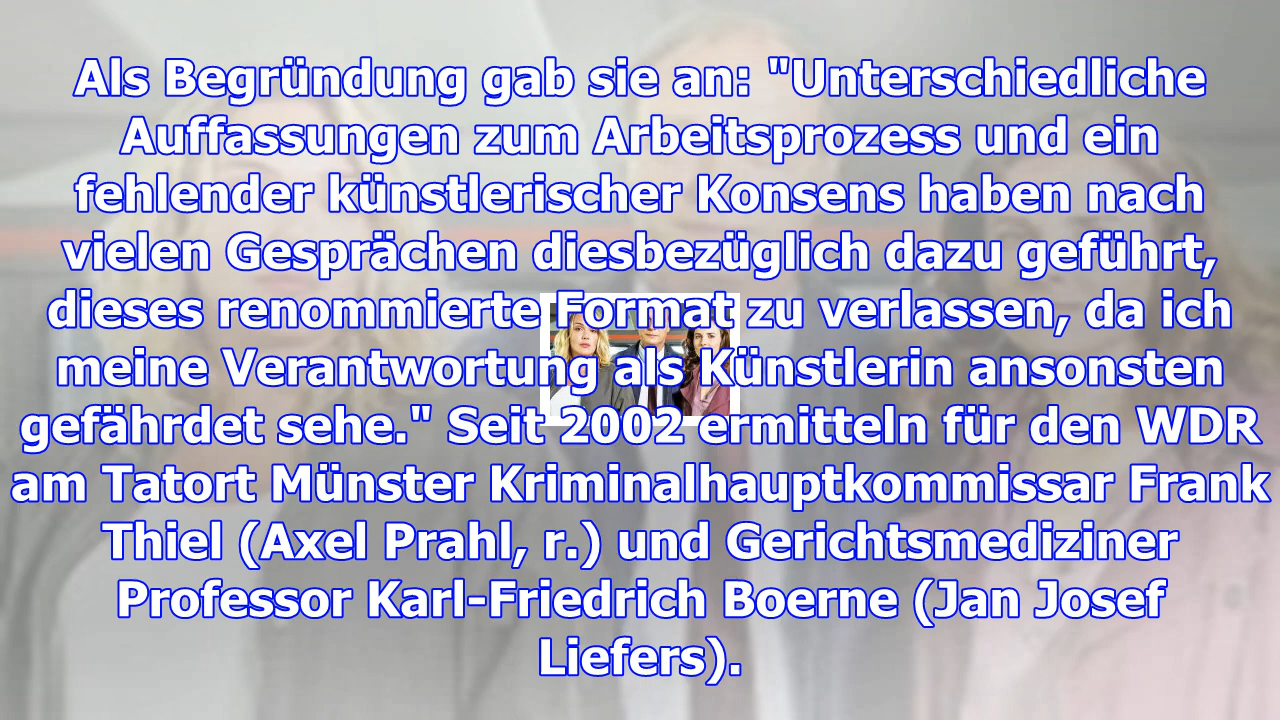 Als Begründung gab sie an: "Unterschiedliche
Auffassungen zum Arbeitsprozess und ein
fehlender künstlerischer Konsens haben nach
vielen Gesprächen diesbezüglich dazu geführt,
dieses renommierte Format zu verlassen, da ich
meine Verantwortung als Künstlerin ansonsten
gefährdet sehe." Seit 2002 ermitteln für den WDR
am Tatort Münster Kriminalhauptkommissar Frank
Thiel (Axel Prahl, r.) und Gerichtsmediziner
Professor Karl-Friedrich Boerne (Jan Josef
Liefers).